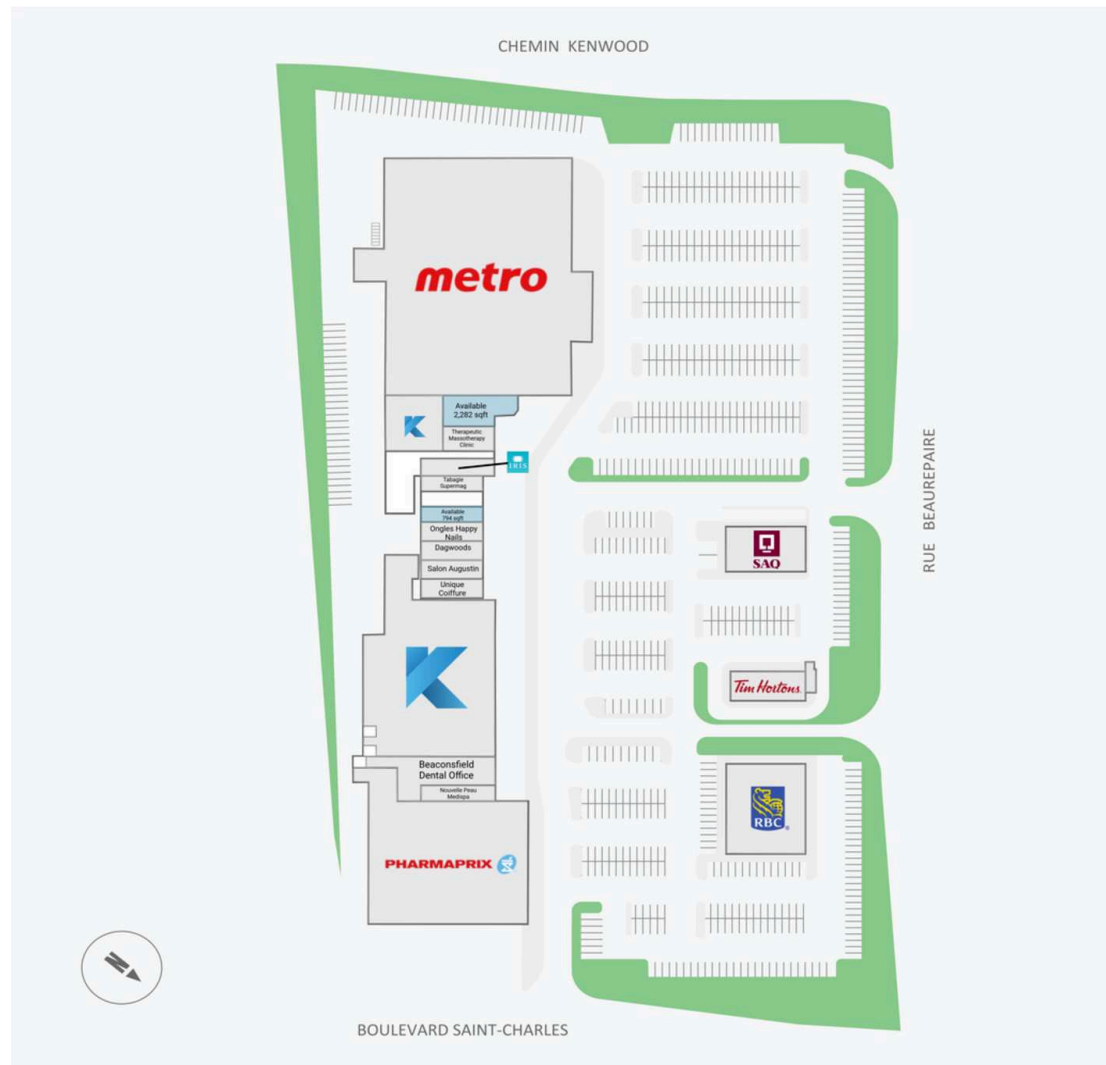 CHEMIN KENWOOD
metro
Available
2,282 sqft
K
Therapeutic
Massotherapy
Clinic
IRIS
Tabagie
Supermag
Available
794 sqft
Ongles Happy
Nails
Dagwoods
Salon Augustin
Unique
Coiffure
K
Beaconsfield
Dental Office
Nouvelle Peau
Medispa
PHARMAPRIX
SAQ
Tim Hortons
RBC
RUE BEAUREPAIRE
N
BOULEVARD SAINT-CHARLES